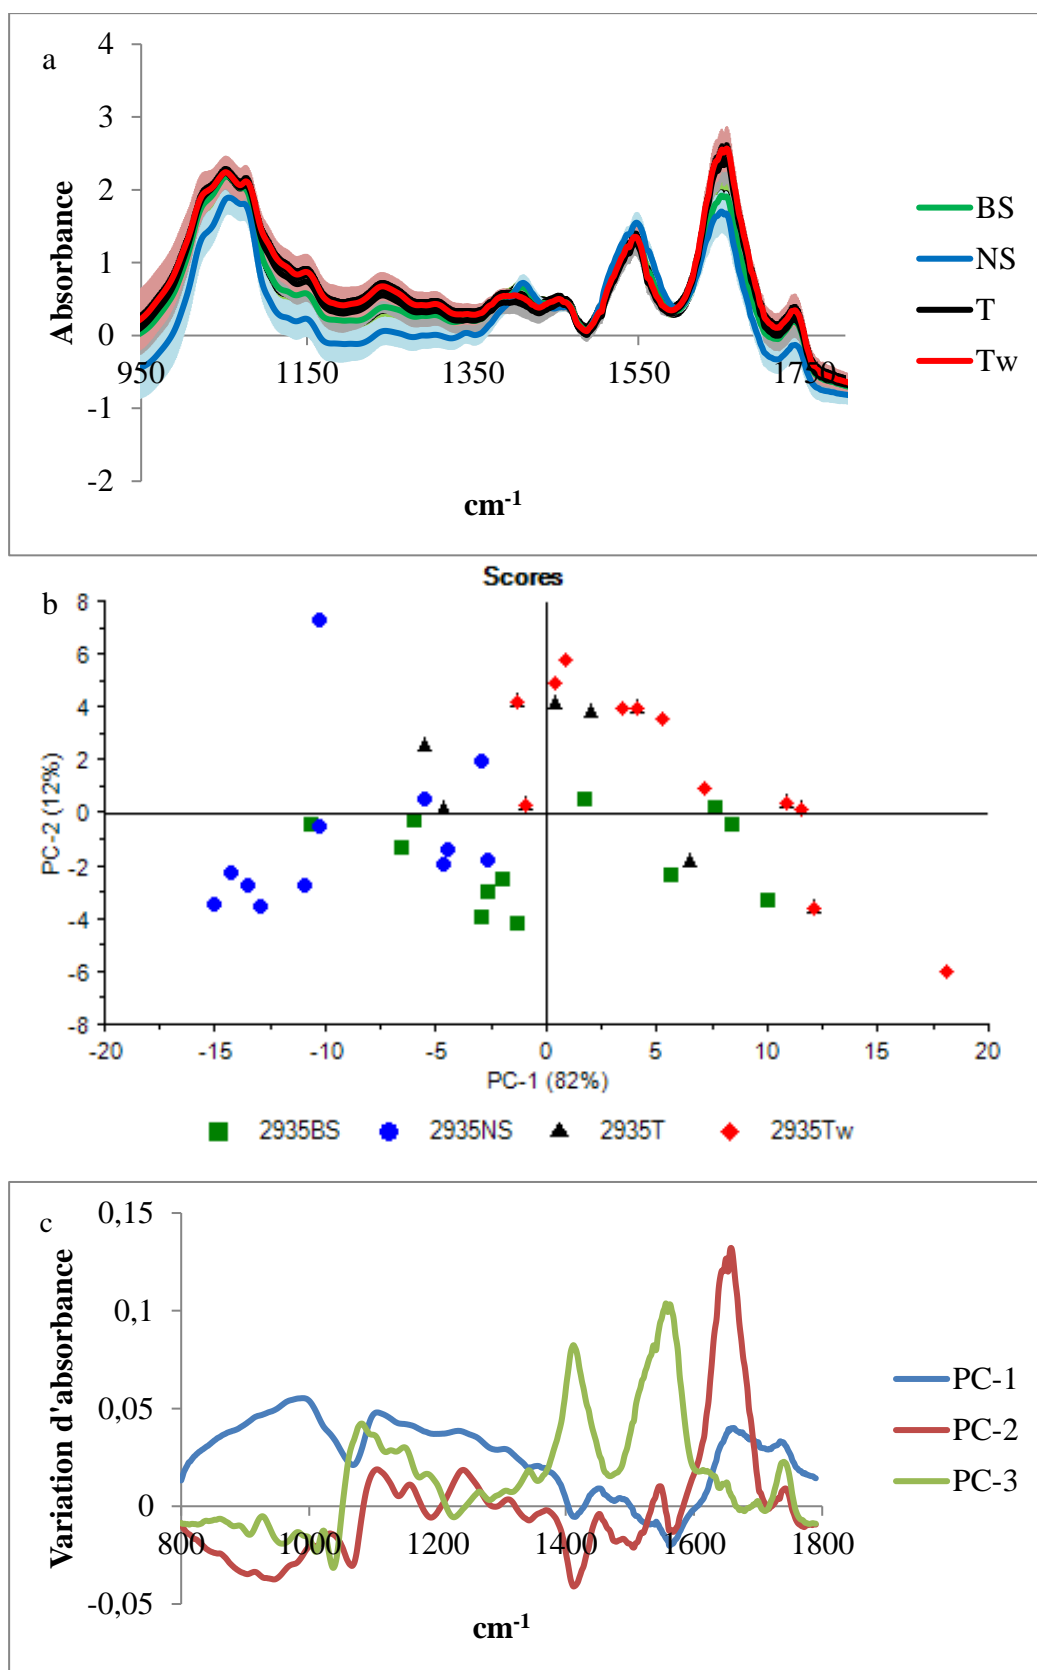 a
4
3
2
1
0
-1
-2
Absorbance
950 1150 1350 1550 1750
cm-1
BS
NS
T
Tw
b
Scores
8
6
4
2
0
-2
-4
-6
-8
PC-2 (12%)
-20 -15 -10 -5 0 5 10 15 20
PC-1 (82%)
2935BS 2935NS 2935T 2935Tw
c
0,15
0,1
0,05
0
-0,05
Variation d'absorbance
800 1000 1200 1400 1600 1800
cm-1
PC-1
PC-2
PC-3